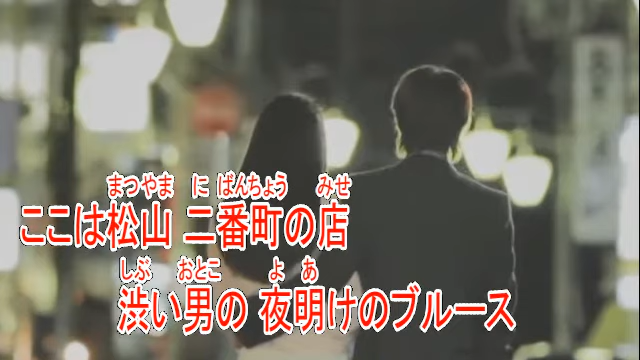 まつやま に ばんちょう みせ
ここは松山 二番町の店
しぶ おとこ よ あ
渋い男の 夜明けのブルース